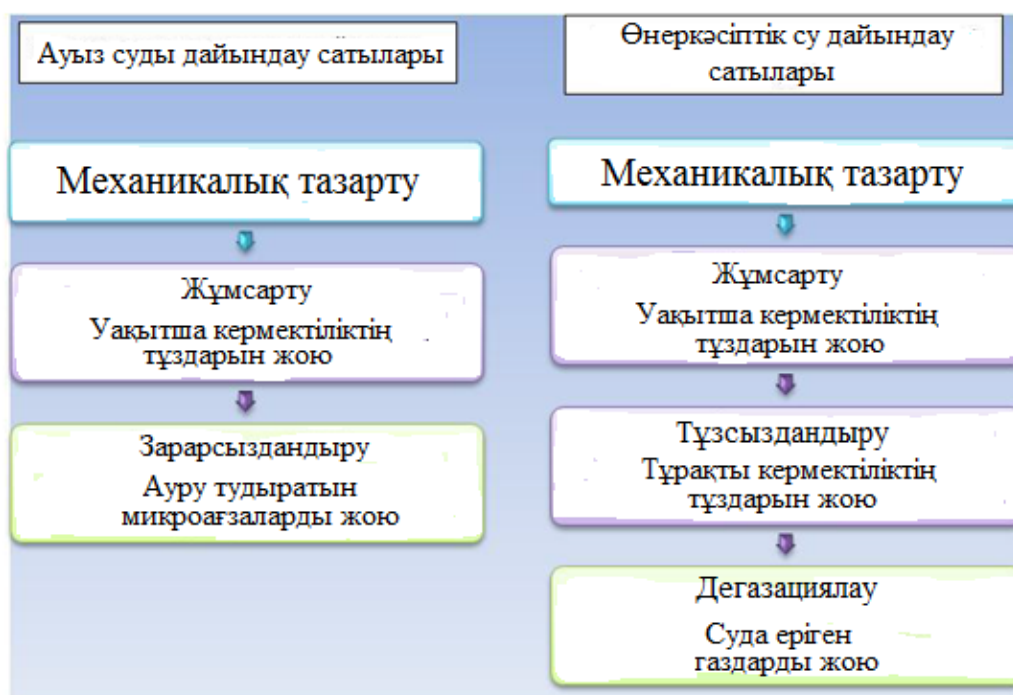 Ауыз суды дайындау сатылары
Механикалық тазарту
Жұмсарту
Уақытша кермектіліктің
тұздарын жою
Зарарсыздандыру
Ауру тудыратын
микроағзаларды жою
Өнеркәсіптік су дайындау
сатылары
Механикалық тазарту
Жұмсарту
Уақытша кермектіліктің
тұздарын жою
Тұзсыздандыру
Тұрақты кермектіліктің
тұздарын жою
Дегазациялау
Суда еріген
газдарды жою